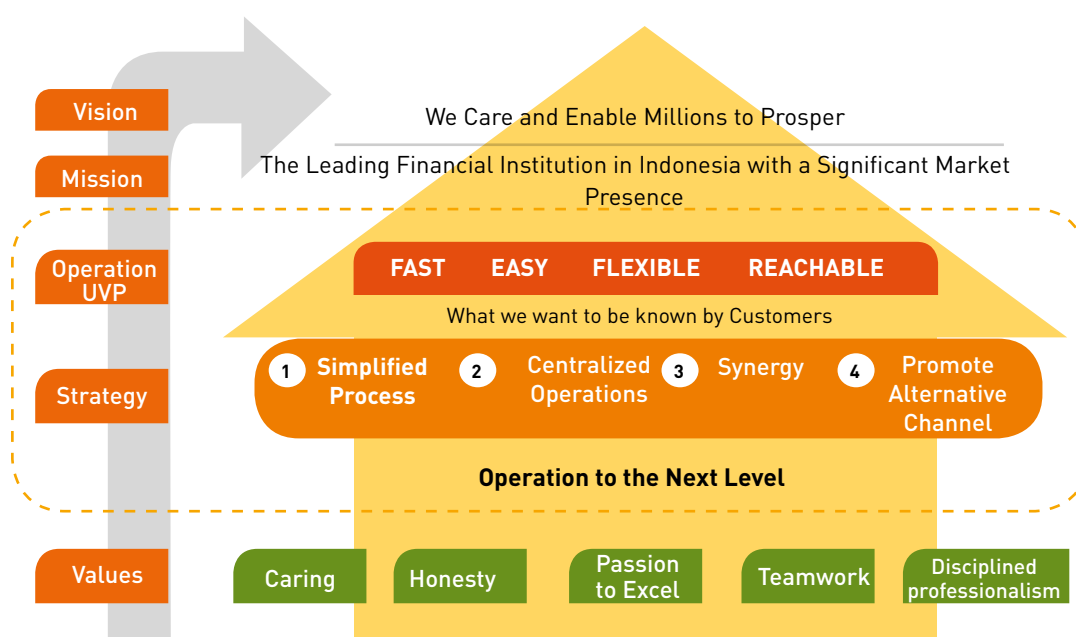 Vision
We Care and Enable Millions to Prosper
Mission
The Leading Financial Institution in Indonesia with a Significant Market
Presence
Operation
UVP
FAST EASY FLEXIBLE REACHABLE
What we want to be known by Customers
Strategy
1 Simplified
Process
2 Centralized
Operations
3 Synergy
4 Promote
Alternative
Channel
Operation to the Next Level
Values
Caring
Honesty
Passion
to Excel
Teamwork
Disciplined
professionalism